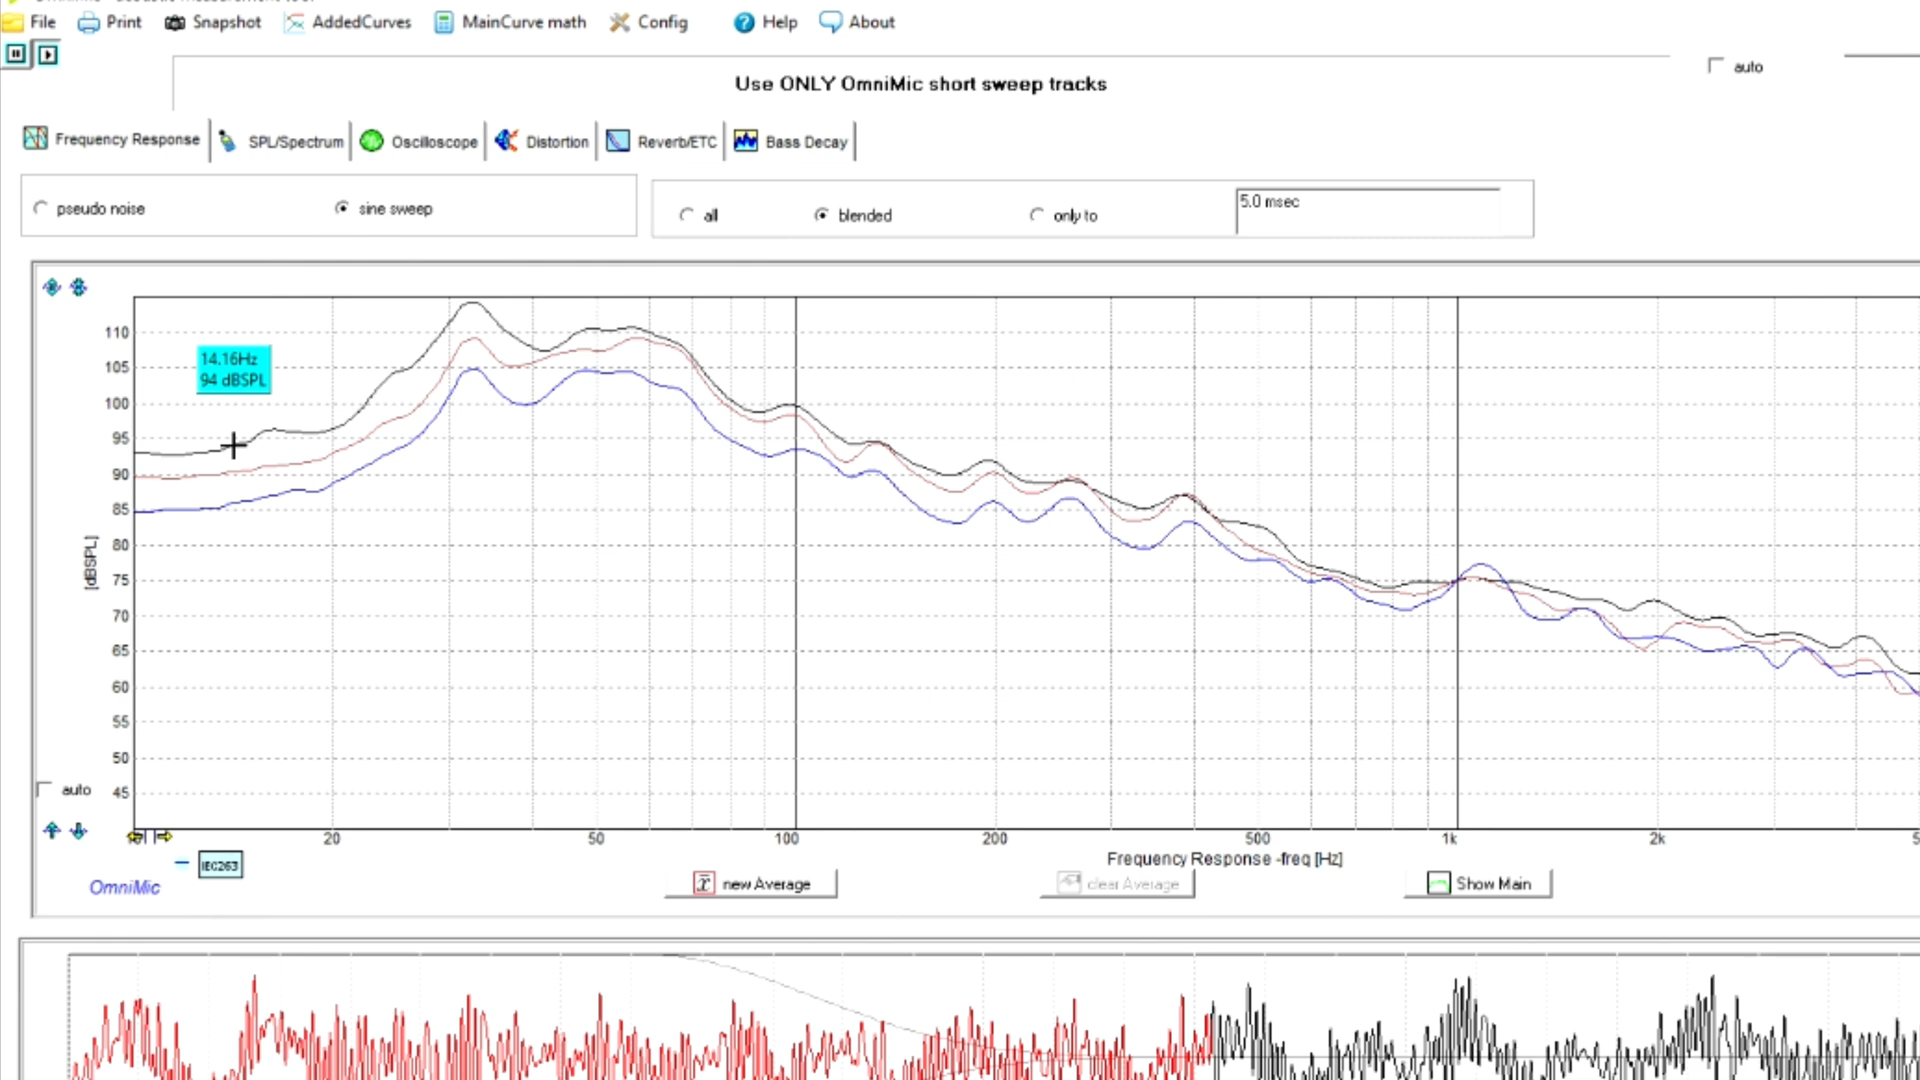 File Print Snapshot AddedCurves MainCurve math Config Help About
auto
Use ONLY OmniMic short sweep tracks
Frequency Response SPL/Spectrum Oscilloscope Distortion Reverb/ETC Bass Decay
pseudo noise sine sweep all blended only to 5.0 msec
110
14.16Hz
94 dBSPL
105
100
95
90
85
80
[dBSPL]
75
70
65
60
55
50
45
auto
20 50 100 200 500 1k 2k 5
Frequency Response -freq [Hz]
IEC263
OmniMic
new Average clear Average Show Main